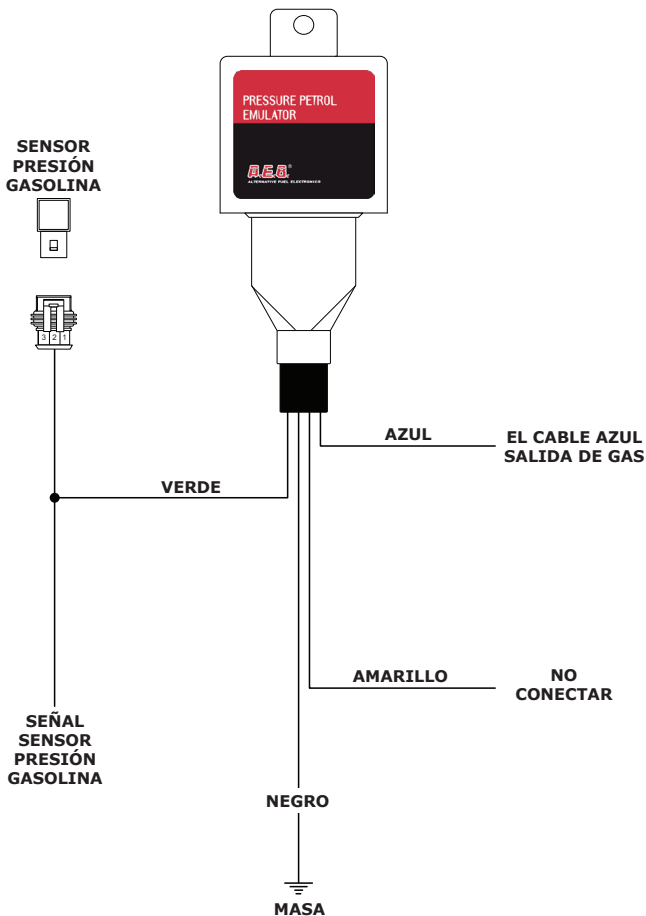 PRESSURE PETROL
EMULATOR
A.E.B.®
ALTERNATIVE FUEL ELECTRONICS
SENSOR
PRESIÓN
GASOLINA
3 2 1
AZUL
EL CABLE AZUL
SALIDA DE GAS
VERDE
AMARILLO
NO
CONECTAR
SEÑAL
SENSOR
PRESIÓN
GASOLINA
NEGRO
MASA